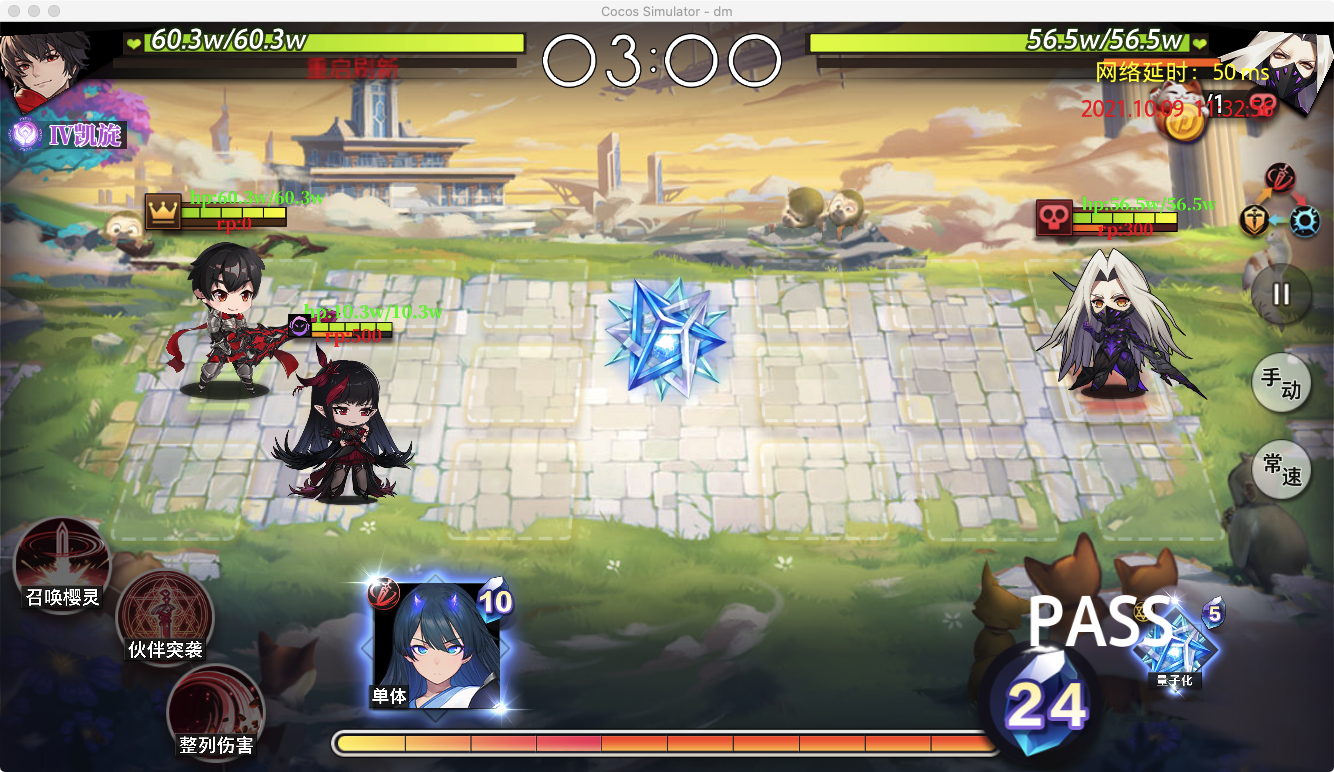 Cocos Simulator - dm
60.3w/60.3w
03:00
56.5w/56.5w
重启刷新
网络延时：50 ms
/1
2021.10.09 11:32:
IV凯旋
hp:60.3w/60.3w
rp:0
hp:56.5w/56.5w
rp:300
hp:10.3w/10.3w
rp:500
手动
常速
召唤樱灵
伙伴突袭
整列伤害
10
单体
PASS
5
量子化
24